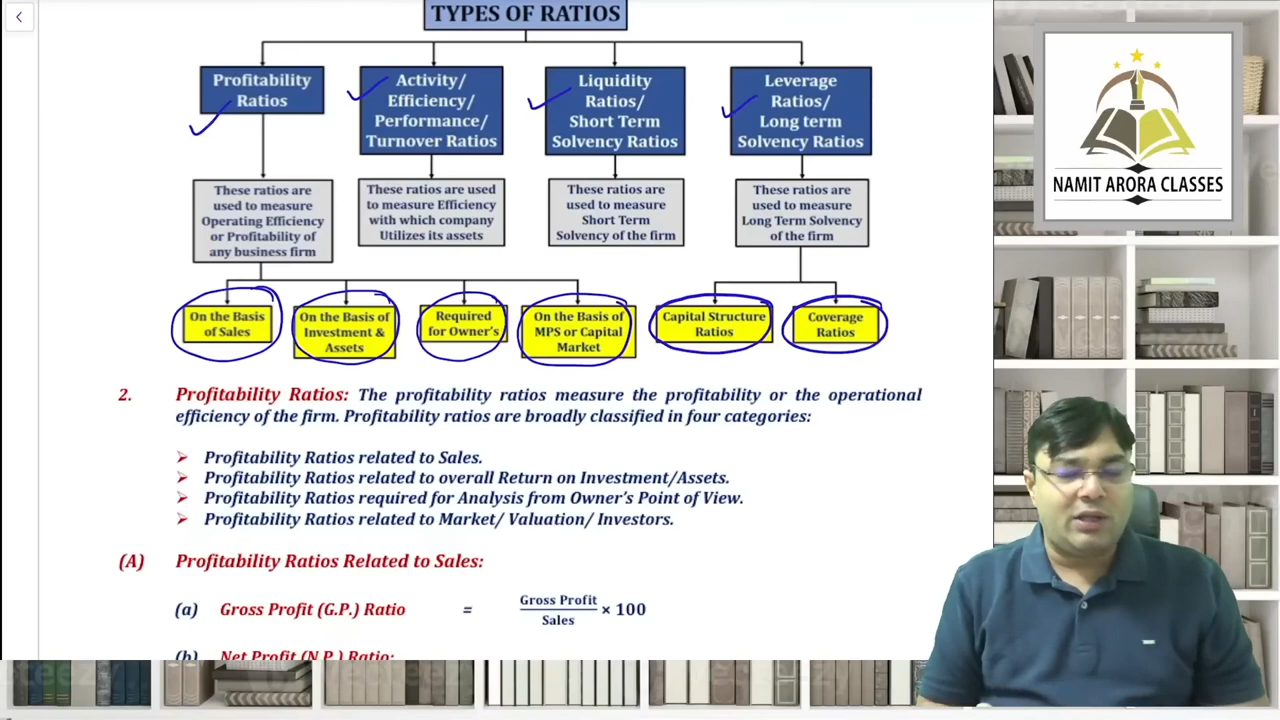 TYPES OF RATIOS
Profitability
Ratios
Activity/
Efficiency/
Performance/
Turnover Ratios
Liquidity
Ratios/
Short Term
Solvency Ratios
Leverage
Ratios/
Long term
Solvency Ratios
These ratios are
used to measure
Operating Efficiency
or Profitability of
any business firm
These ratios are used
to measure Efficiency
with which company
Utilizes its assets
These ratios are
used to measure
Short Term
Solvency of the firm
These ratios are
used to measure
Long Term Solvency
of the firm
On the Basis
of Sales
On the Basis of
Investment &
Assets
Required
for Owner's
On the Basis of
MPS or Capital
Market
Capital Structure
Ratios
Coverage
Ratios
2. Profitability Ratios: The profitability ratios measure the profitability or the operational
efficiency of the firm. Profitability ratios are broadly classified in four categories:
➢ Profitability Ratios related to Sales.
➢ Profitability Ratios related to overall Return on Investment/Assets.
➢ Profitability Ratios required for Analysis from Owner's Point of View.
➢ Profitability Ratios related to Market/ Valuation/ Investors.
(A) Profitability Ratios Related to Sales:
(a) Gross Profit (G.P.) Ratio = Gross Profit / Sales × 100
(b) Net Profit (N.P.) Ratio:
NAMIT ARORA CLASSES